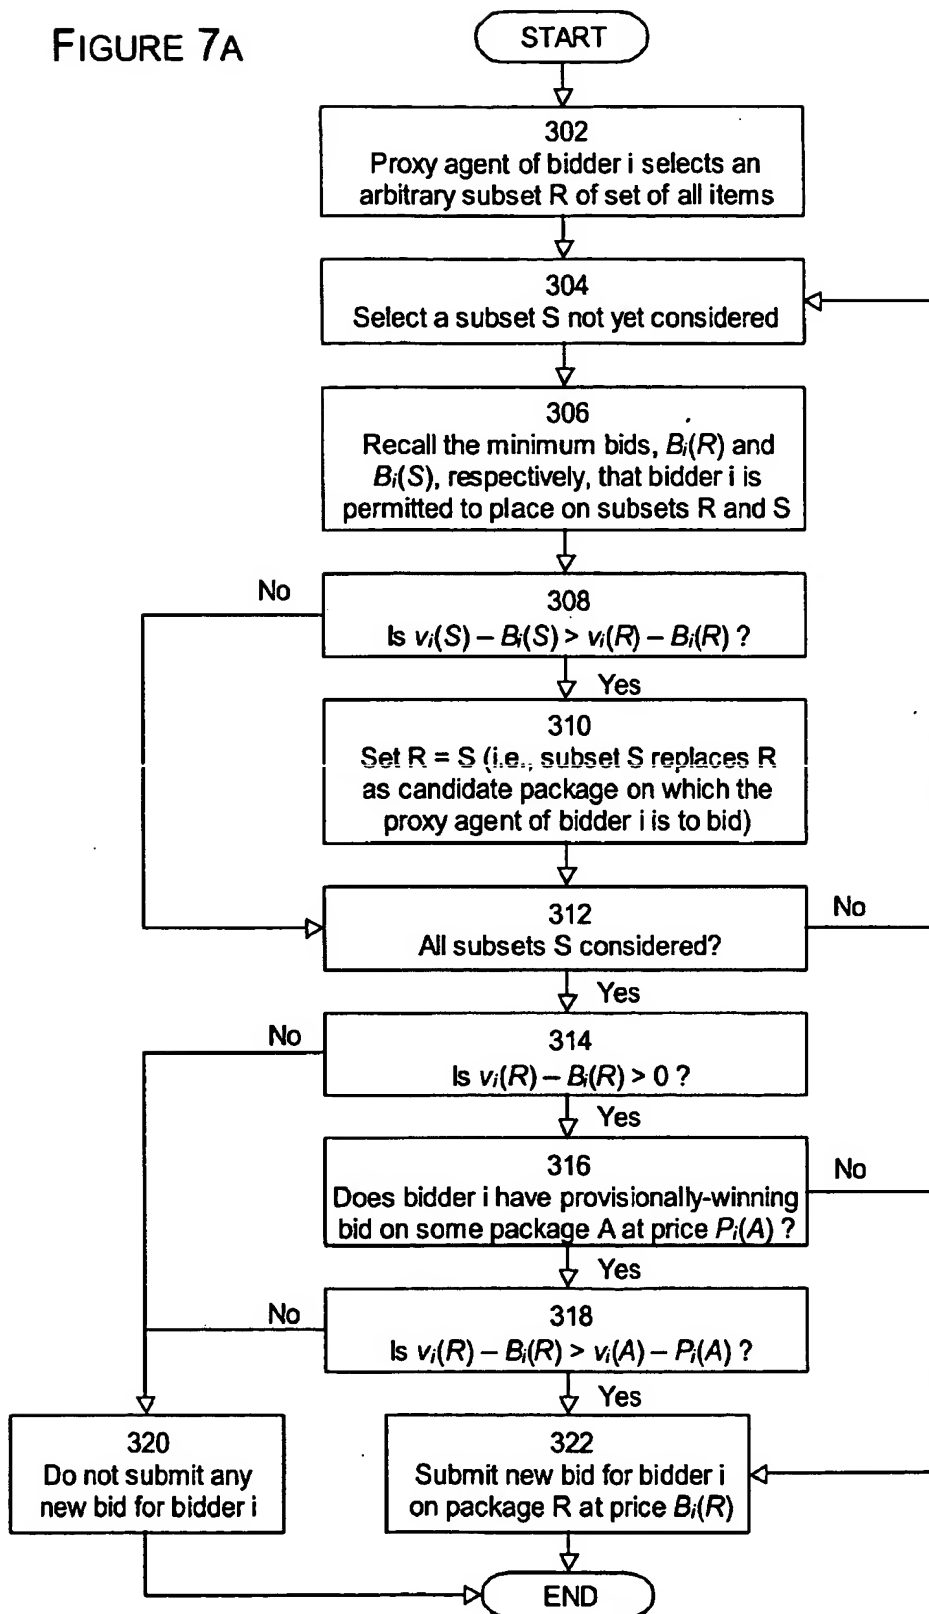 FIGURE 7A
START
302
Proxy agent of bidder i selects an
arbitrary subset R of set of all items
304
Select a subset S not yet considered
306
Recall the minimum bids, Bi(R) and
Bi(S), respectively, that bidder i is
permitted to place on subsets R and S
No
308
Is vi(S) – Bi(S) > vi(R) – Bi(R) ?
Yes
310
Set R = S (i.e., subset S replaces R
as candidate package on which the
proxy agent of bidder i is to bid)
312
All subsets S considered?
No
Yes
No
314
Is vi(R) – Bi(R) > 0 ?
Yes
316
Does bidder i have provisionally-winning
bid on some package A at price Pi(A) ?
No
Yes
No
318
Is vi(R) – Bi(R) > vi(A) – Pi(A) ?
Yes
320
Do not submit any
new bid for bidder i
322
Submit new bid for bidder i
on package R at price Bi(R)
END